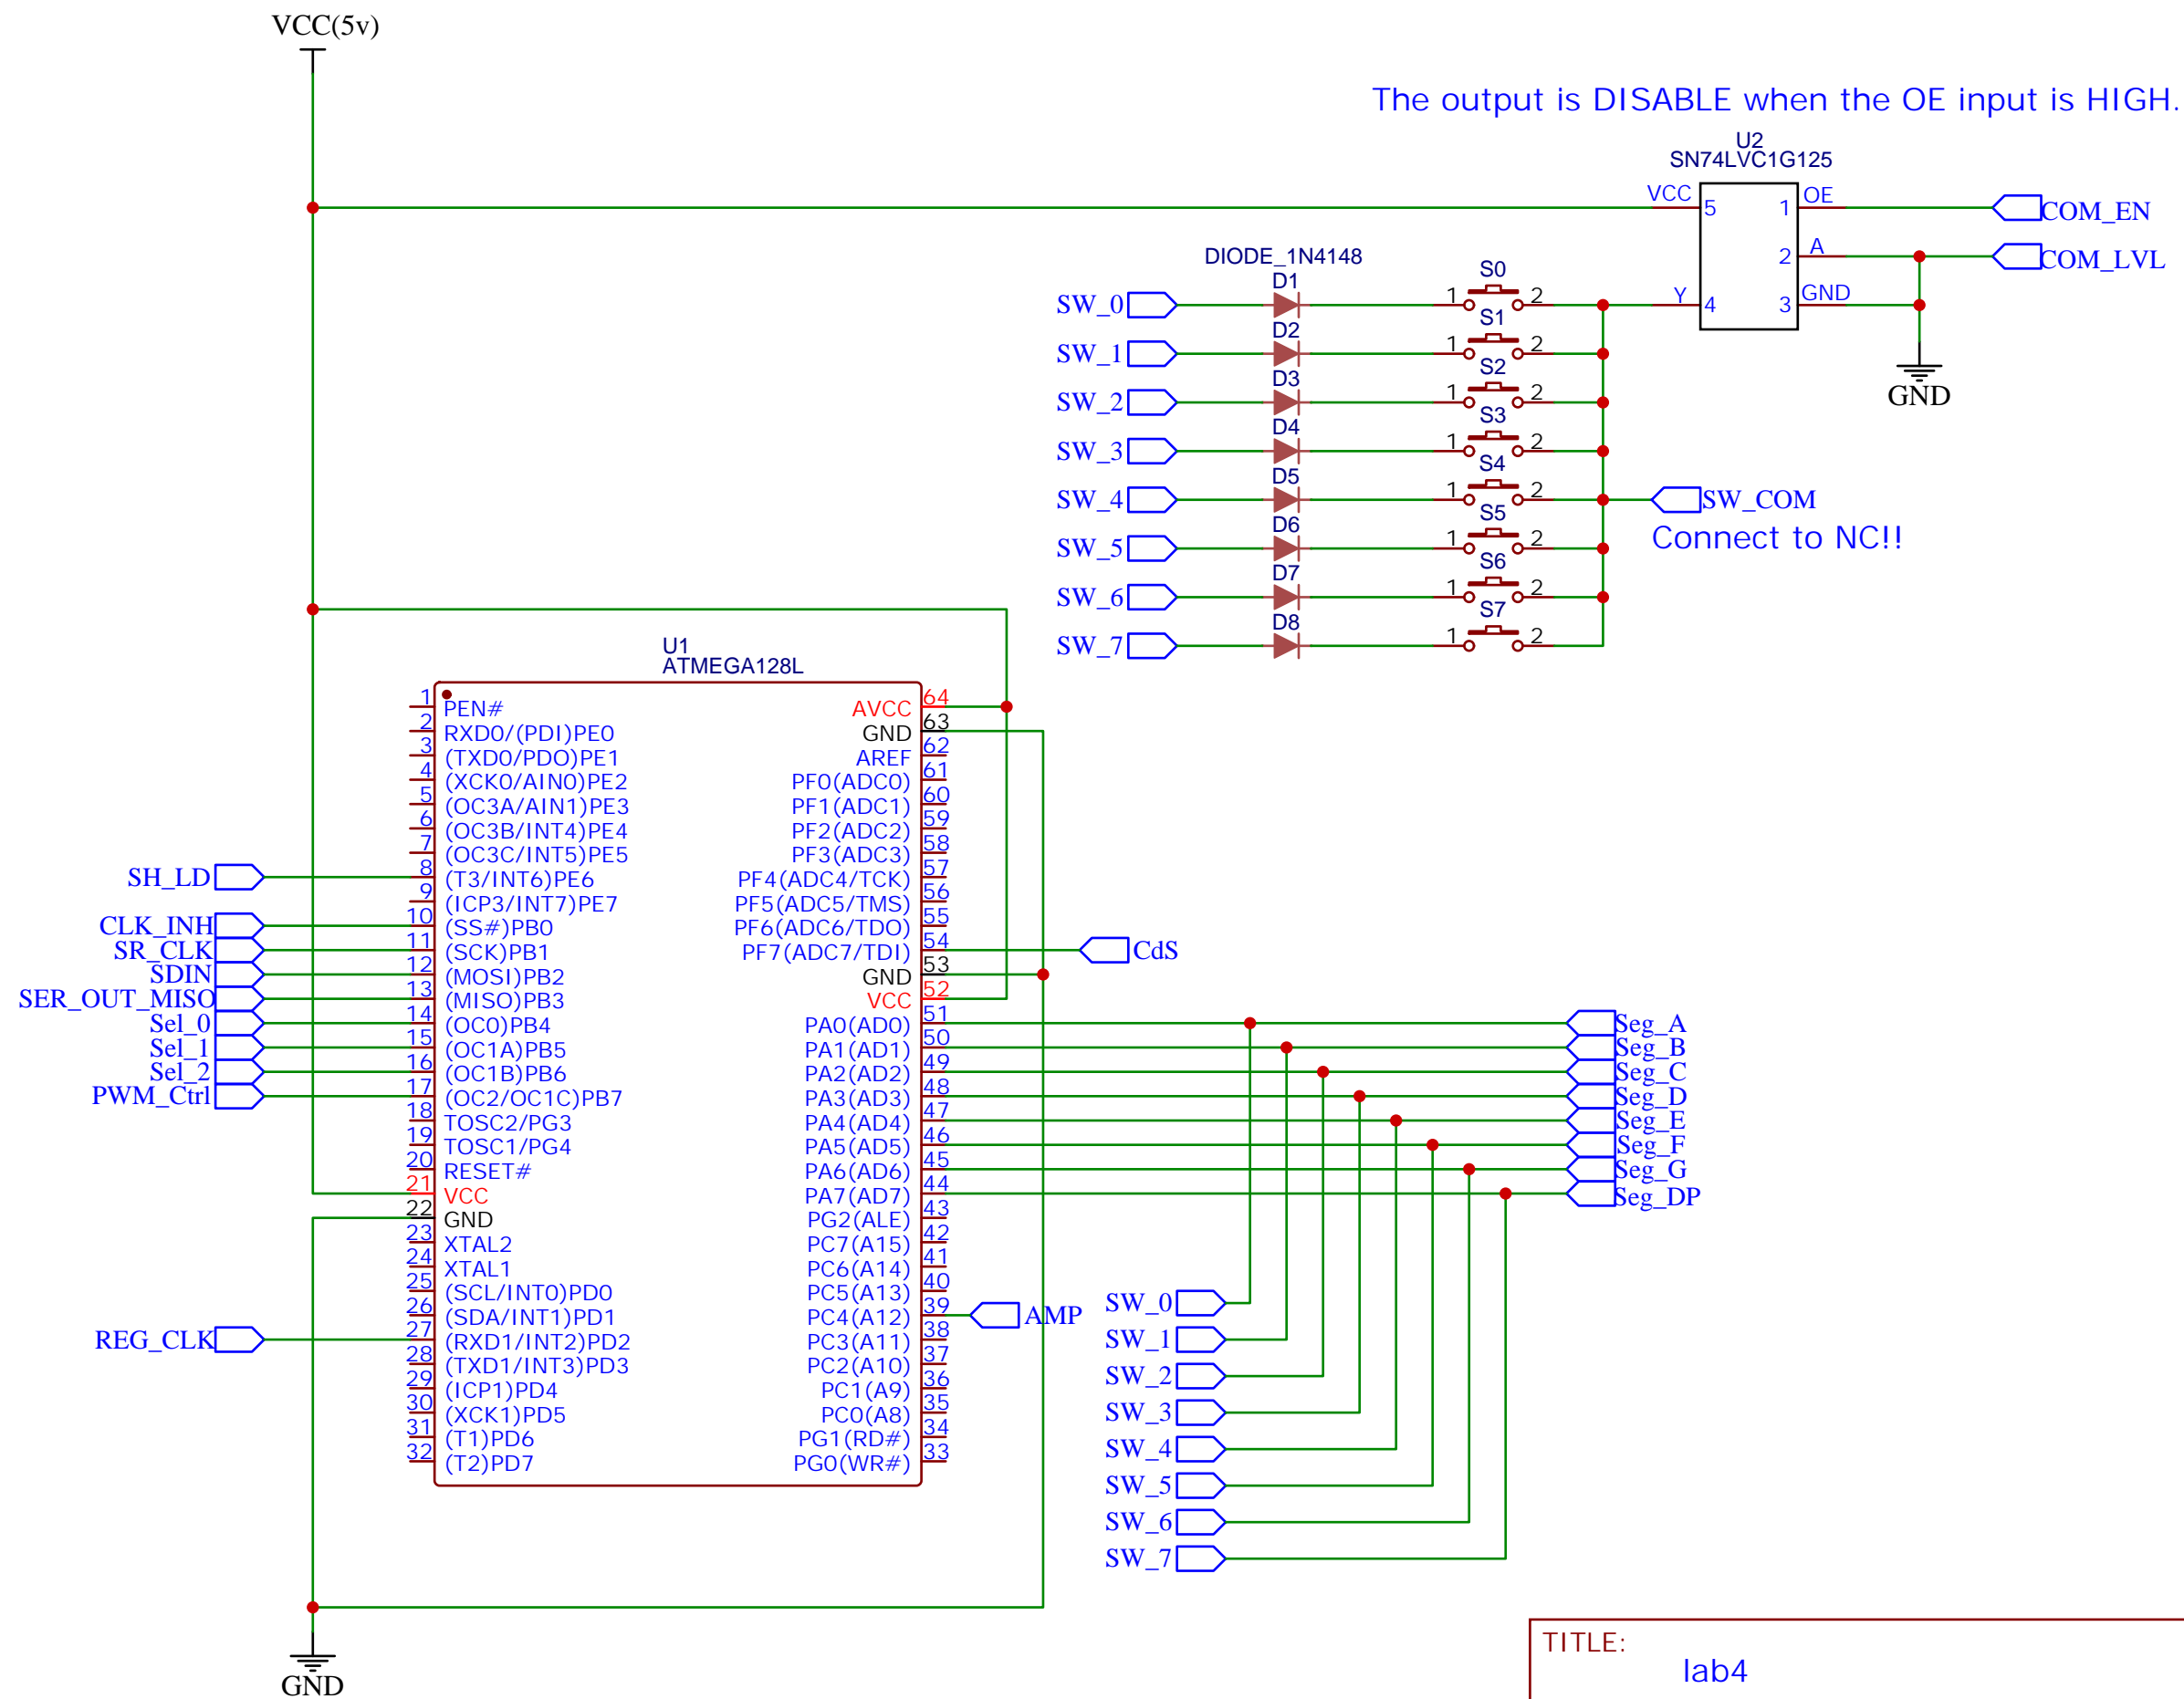 VCC(5v)
The output is DISABLE when the OE input is HIGH.
U2
SN74LVC1G125
VCC
5
1
OE
COM_EN
2
A
COM_LVL
Y
4
3
GND
GND
DIODE_1N4148
SW_0
D1
1
S0
2
SW_1
D2
1
S1
2
SW_2
D3
1
S2
2
SW_3
D4
1
S3
2
SW_4
D5
1
S4
2
SW_COM
Connect to NC!!
SW_5
D6
1
S5
2
SW_6
D7
1
S6
2
SW_7
D8
1
S7
2
U1
ATMEGA128L
1 PEN#
2 RXD0/(PDI)PE0
3 (TXD0/PDO)PE1
4 (XCK0/AIN0)PE2
5 (OC3A/AIN1)PE3
6 (OC3B/INT4)PE4
7 (OC3C/INT5)PE5
SH_LD 8 (T3/INT6)PE6
9 (ICP3/INT7)PE7
CLK_INH 10 (SS#)PB0
SR_CLK 11 (SCK)PB1
SDIN 12 (MOSI)PB2
SER_OUT_MISO 13 (MISO)PB3
Sel_0 14 (OC0)PB4
Sel_1 15 (OC1A)PB5
Sel_2 16 (OC1B)PB6
PWM_Ctrl 17 (OC2/OC1C)PB7
18 TOSC2/PG3
19 TOSC1/PG4
20 RESET#
21 VCC
22 GND
23 XTAL2
24 XTAL1
25 (SCL/INT0)PD0
26 (SDA/INT1)PD1
REG_CLK 27 (RXD1/INT2)PD2
28 (TXD1/INT3)PD3
29 (ICP1)PD4
30 (XCK1)PD5
31 (T1)PD6
32 (T2)PD7
AVCC 64
GND 63
AREF 62
PF0(ADC0) 61
PF1(ADC1) 60
PF2(ADC2) 59
PF3(ADC3) 58
PF4(ADC4/TCK) 57
PF5(ADC5/TMS) 56
PF6(ADC6/TDO) 55
PF7(ADC7/TDI) 54 CdS
GND 53
VCC 52
PA0(AD0) 51 Seg_A
PA1(AD1) 50 Seg_B
PA2(AD2) 49 Seg_C
PA3(AD3) 48 Seg_D
PA4(AD4) 47 Seg_E
PA5(AD5) 46 Seg_F
PA6(AD6) 45 Seg_G
PA7(AD7) 44 Seg_DP
PG2(ALE) 43
PC7(A15) 42
PC6(A14) 41
PC5(A13) 40
PC4(A12) 39 AMP
PC3(A11) 38
PC2(A10) 37
PC1(A9) 36
PC0(A8) 35
PG1(RD#) 34
PG0(WR#) 33
SW_0
SW_1
SW_2
SW_3
SW_4
SW_5
SW_6
SW_7
GND
TITLE:
lab4